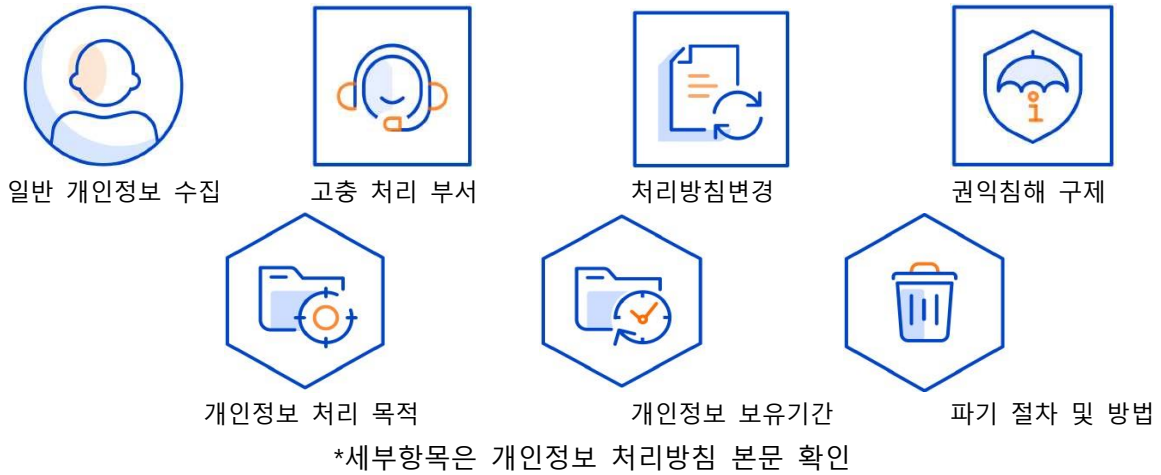 일반 개인정보 수집
고충 처리 부서
처리방침변경
권익침해 구제
개인정보 처리 목적
개인정보 보유기간
파기 절차 및 방법
*세부항목은 개인정보 처리방침 본문 확인